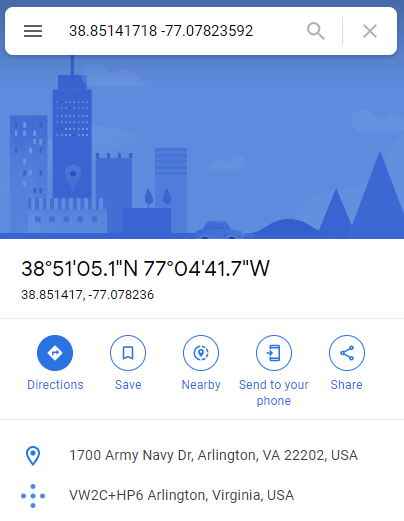 38.85141718 -77.07823592
38°51'05.1"N 77°04'41.7"W
38.851417, -77.078236
Directions
Save
Nearby
Send to your
phone
Share
1700 Army Navy Dr, Arlington, VA 22202, USA
VW2C+HP6 Arlington, Virginia, USA